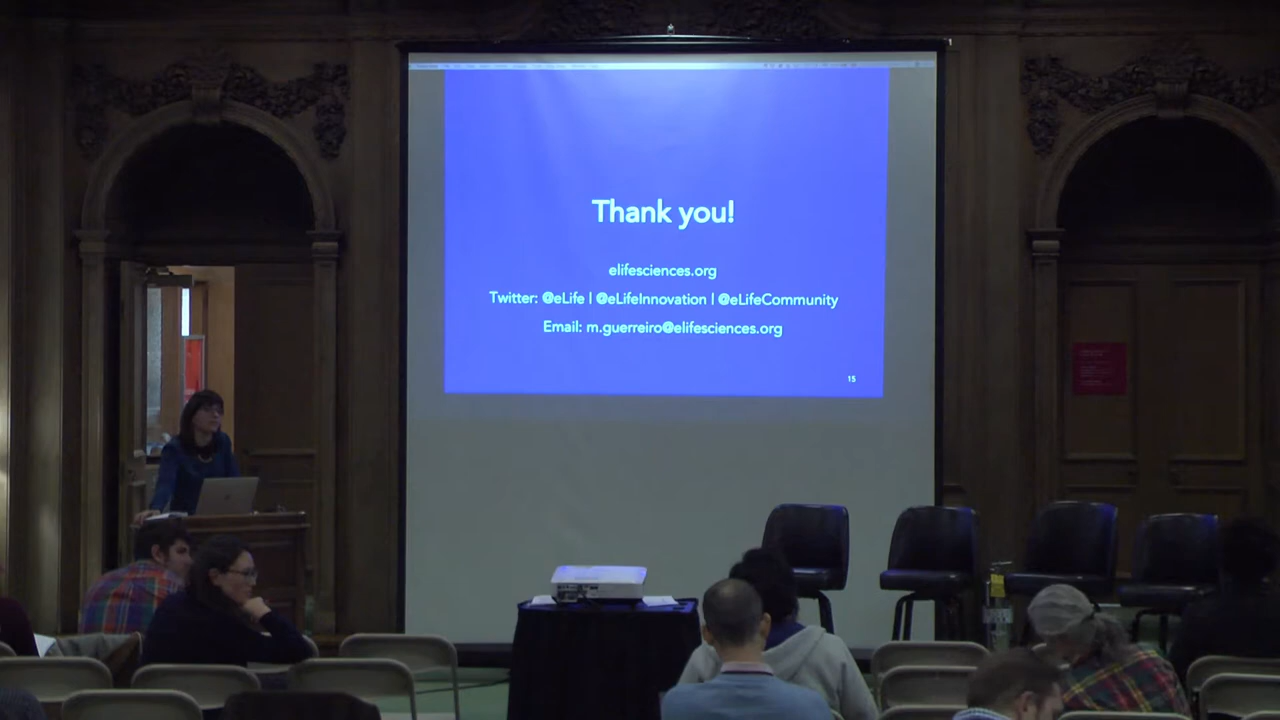 Thank you!
elifesciences.org
Twitter: @eLife | @eLifeInnovation | @eLifeCommunity
Email: m.guerreiro@elifesciences.org
15